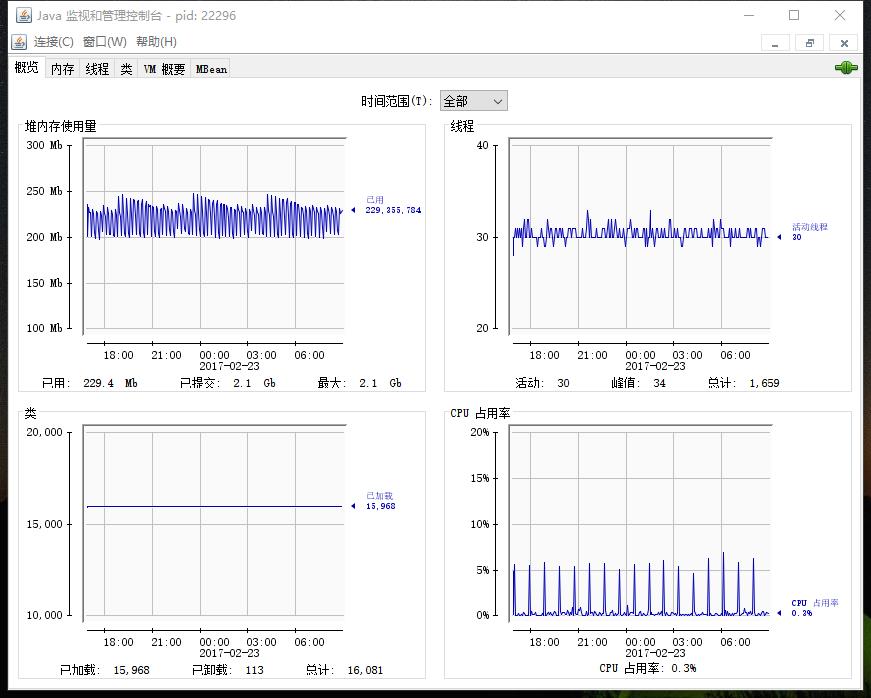 Java 监视和管理控制台 - pid: 22296
连接(C) 窗口(W) 帮助(H)
概览 内存 线程 类 VM 概要 MBean
时间范围(T): 全部
堆内存使用量
300 Mb
250 Mb
200 Mb
150 Mb
100 Mb
已用
229,355,784
18:00 21:00 00:00 03:00 06:00
2017-02-23
已用: 229.4 Mb 已提交: 2.1 Gb 最大: 2.1 Gb
线程
40
30
20
活动线程
30
18:00 21:00 00:00 03:00 06:00
2017-02-23
活动: 30 峰值: 34 总计: 1,659
类
20,000
15,000
10,000
已加载
15,968
18:00 21:00 00:00 03:00 06:00
2017-02-23
已加载: 15,968 已卸载: 113 总计: 16,081
CPU 占用率
20%
15%
10%
5%
0%
CPU 占用率
0.3%
18:00 21:00 00:00 03:00 06:00
2017-02-23
CPU 占用率: 0.3%